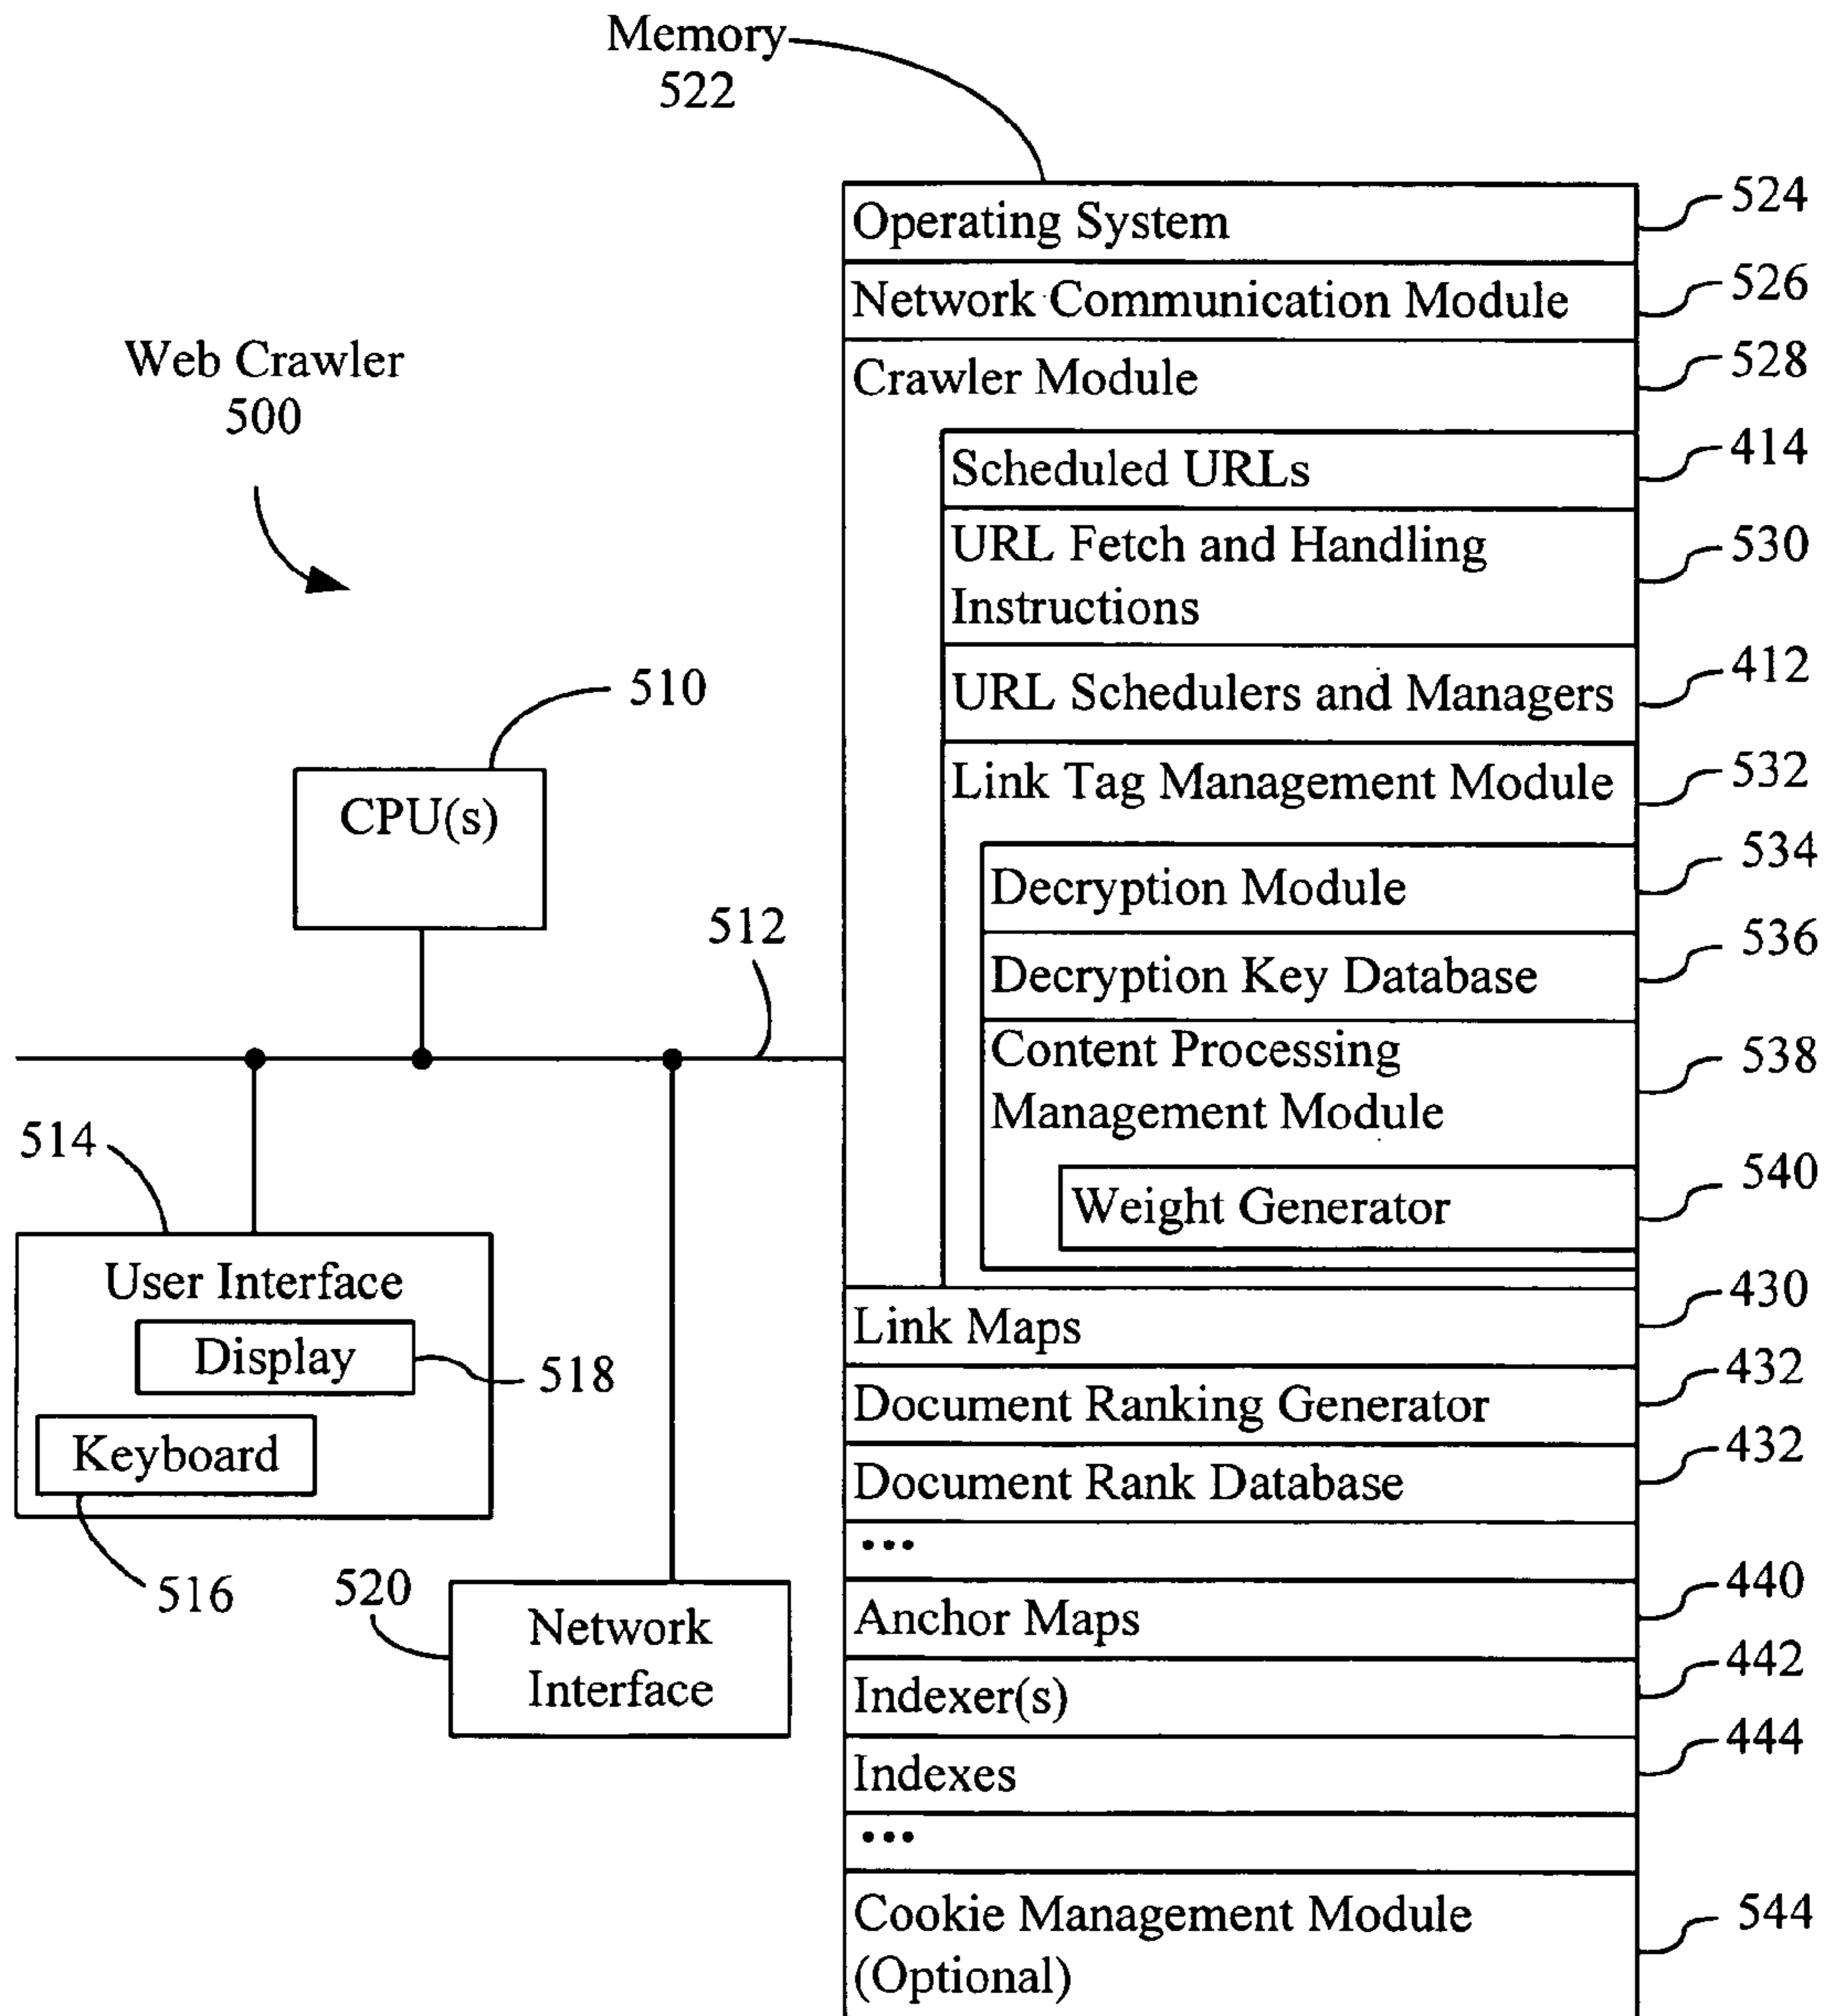 Memory
522
Operating System
524
Network Communication Module
526
Web Crawler
500
Crawler Module
528
Scheduled URLs
414
URL Fetch and Handling
Instructions
530
URL Schedulers and Managers
412
510
CPU(s)
Link Tag Management Module
532
Decryption Module
534
512
Decryption Key Database
536
Content Processing
Management Module
538
Weight Generator
540
514
User Interface
Display
518
Keyboard
516
520
Network
Interface
Link Maps
430
Document Ranking Generator
432
Document Rank Database
432
•••
Anchor Maps
440
Indexer(s)
442
Indexes
444
•••
Cookie Management Module
(Optional)
544